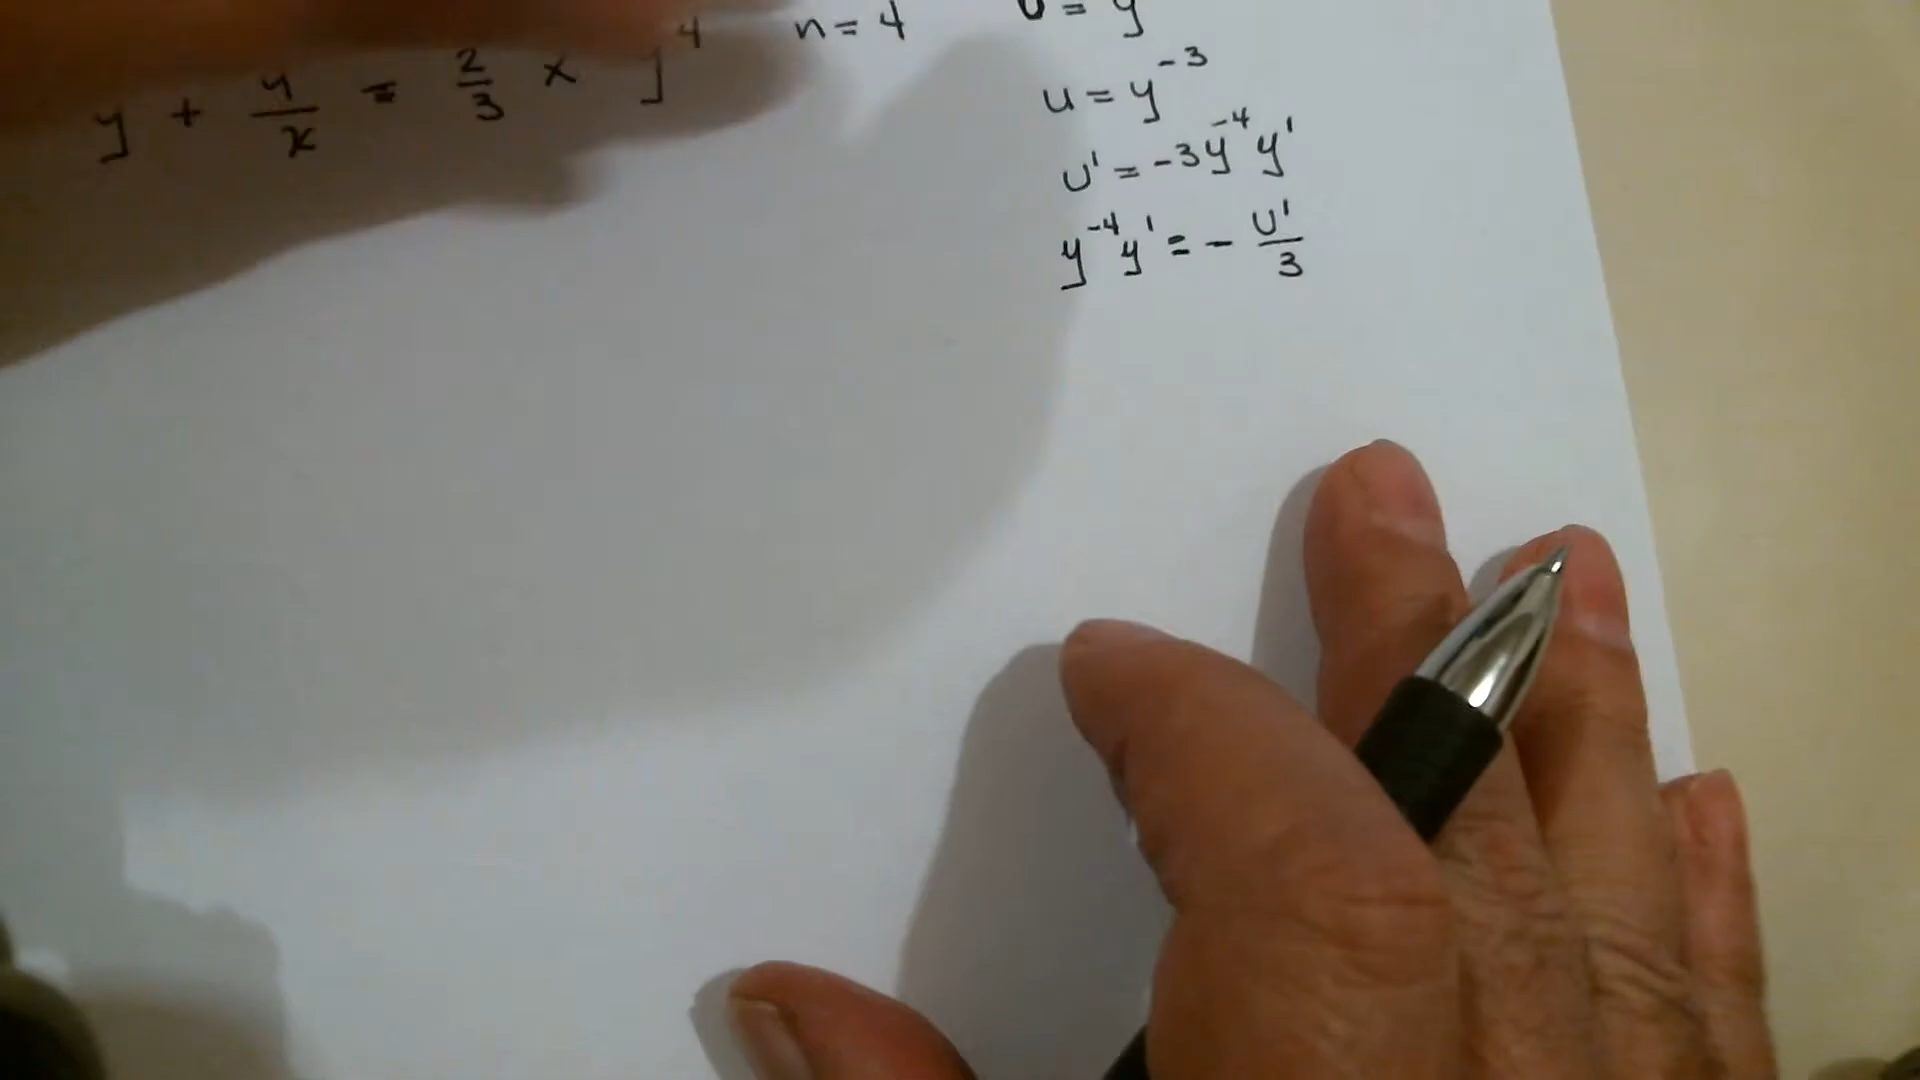 y + y/x = 2/3 x y⁴ n = 4
u = y
u = y⁻³
u' = -3y⁻⁴ y'
y⁻⁴ y' = - u'/3